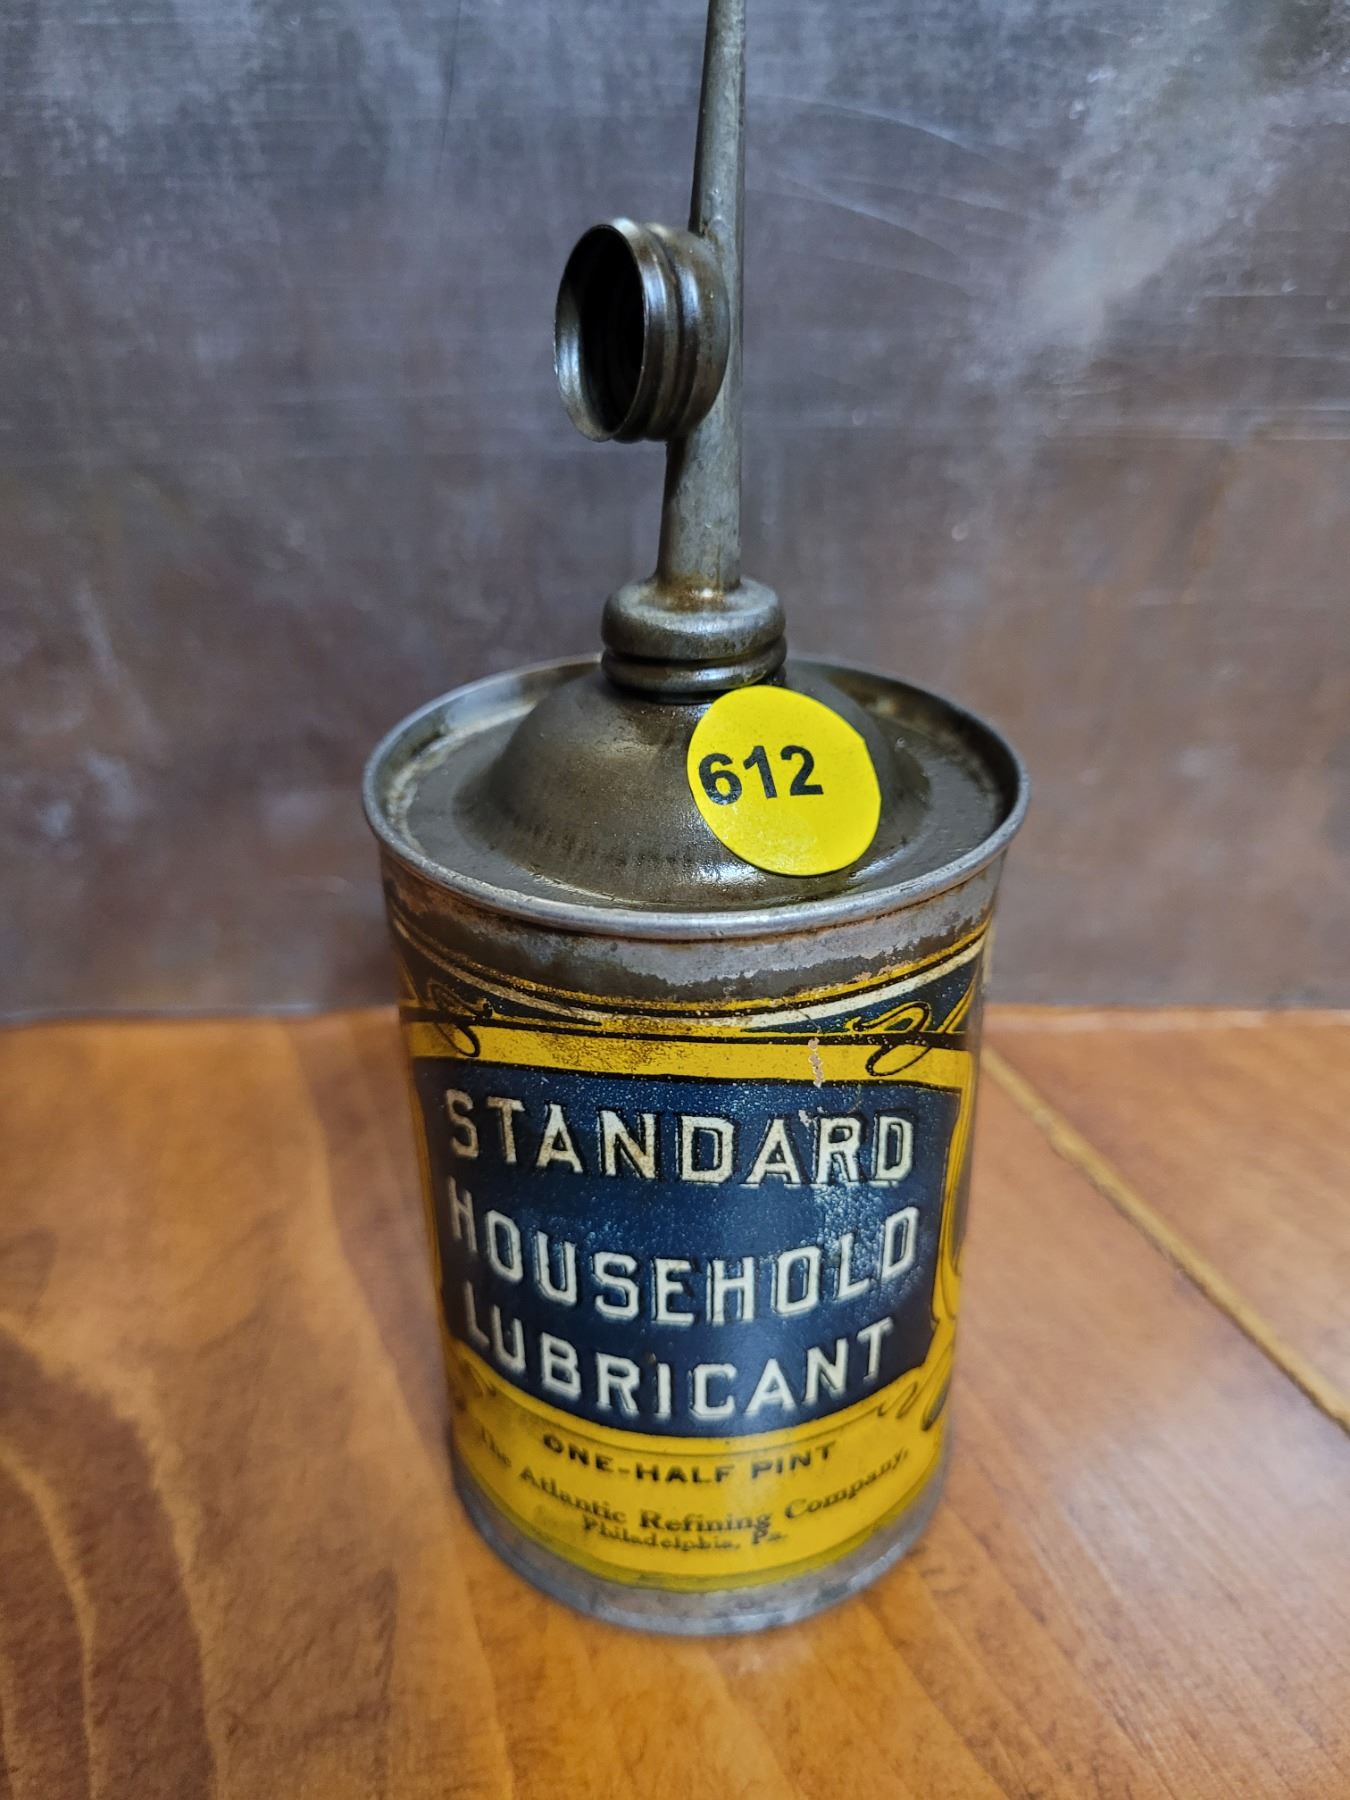 612
STANDARD
HOUSEHOLD
LUBRICANT
ONE-HALF PINT
The Atlantic Refining Company,
Philadelphia, Pa.